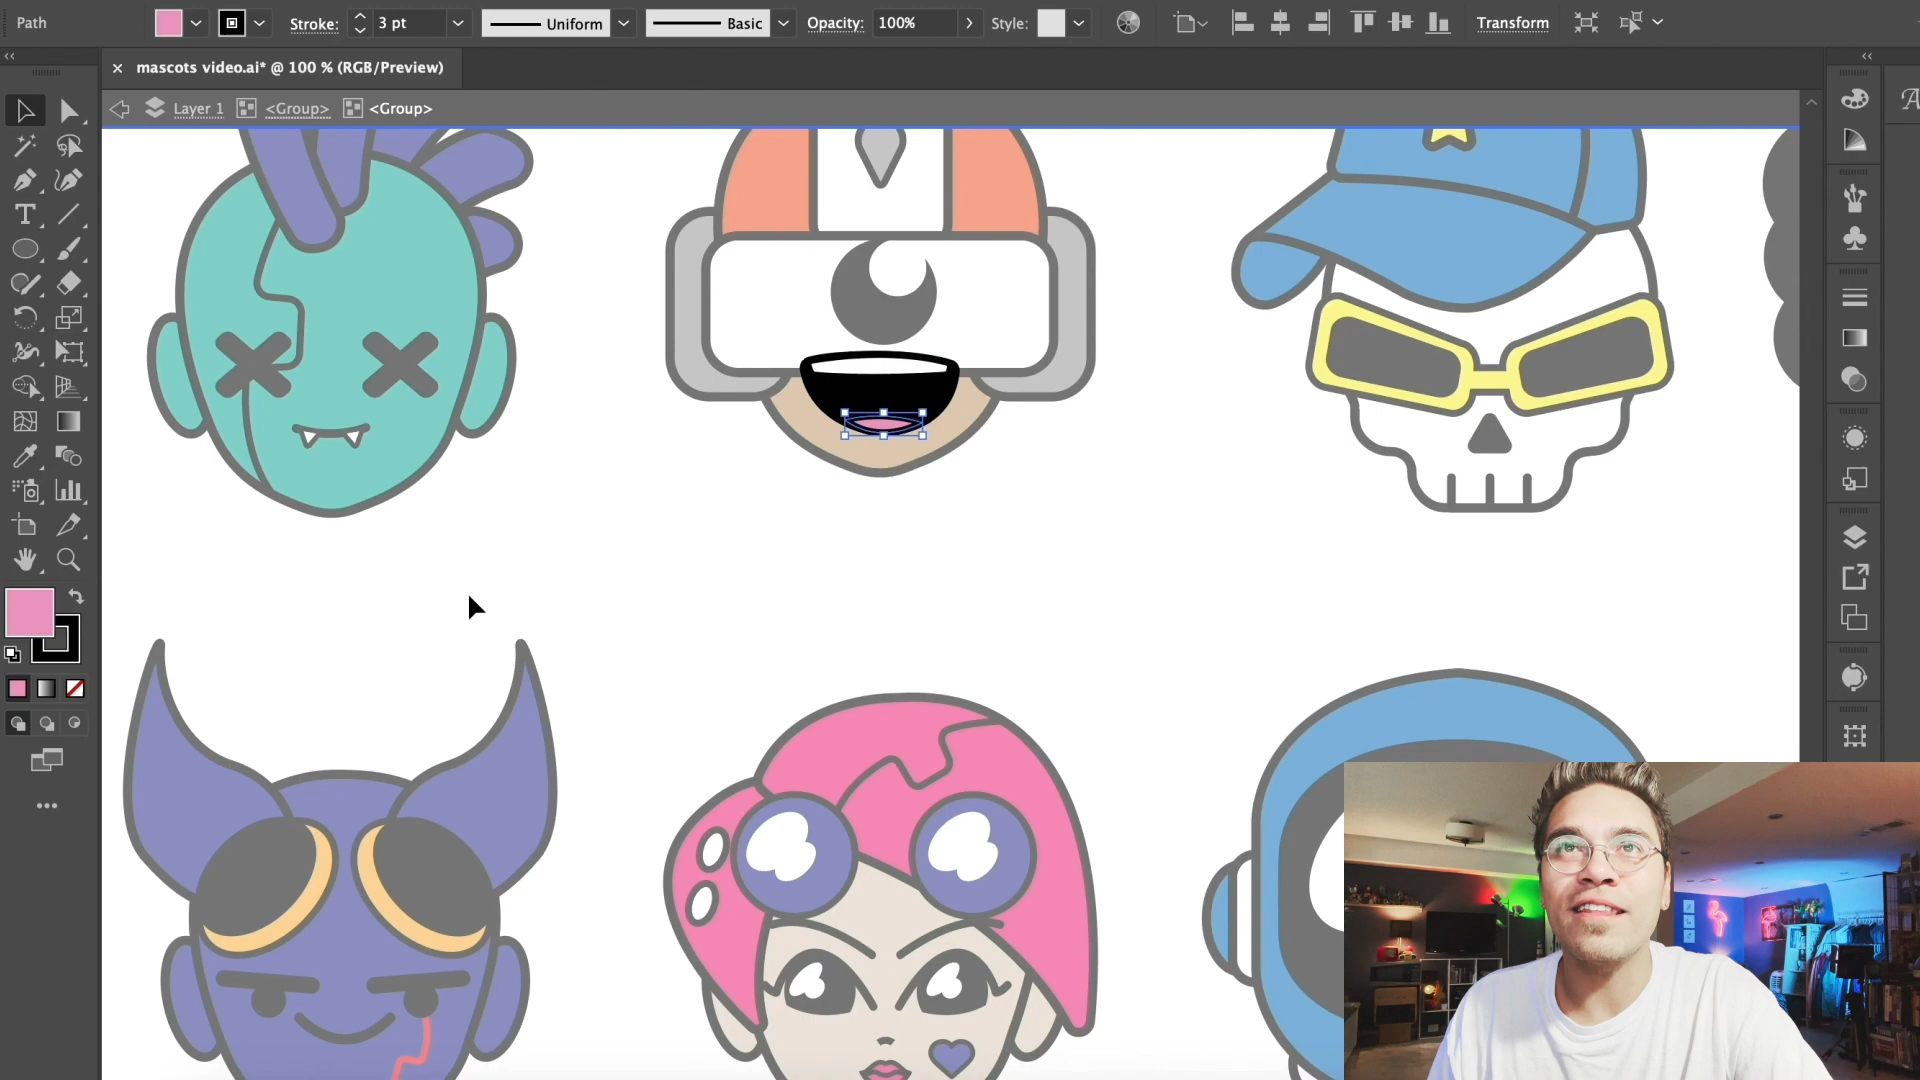 Path
Stroke:
3 pt
Uniform
Basic
Opacity:
100%
Style:
Transform
mascots video.ai* @ 100 % (RGB/Preview)
Layer 1
<Group>
<Group>